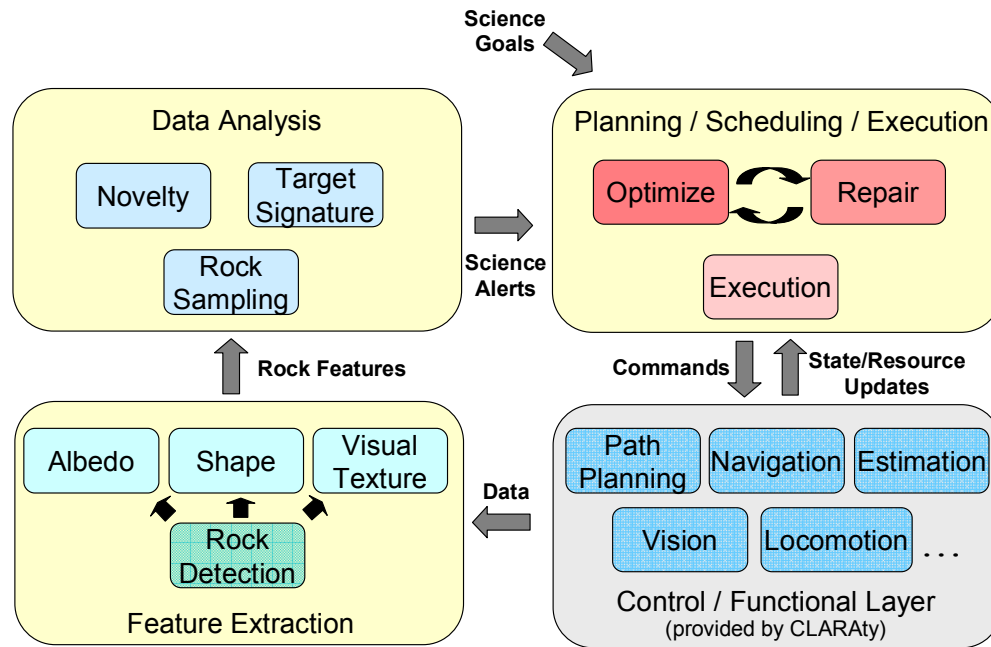 Science
Goals
Data Analysis
Novelty
Target
Signature
Rock
Sampling
Science
Alerts
Planning / Scheduling / Execution
Optimize
Repair
Execution
Rock Features
Commands
State/Resource
Updates
Albedo
Shape
Visual
Texture
Rock
Detection
Feature Extraction
Data
Path
Planning
Navigation
Estimation
Vision
Locomotion
...
Control / Functional Layer
(provided by CLARAty)